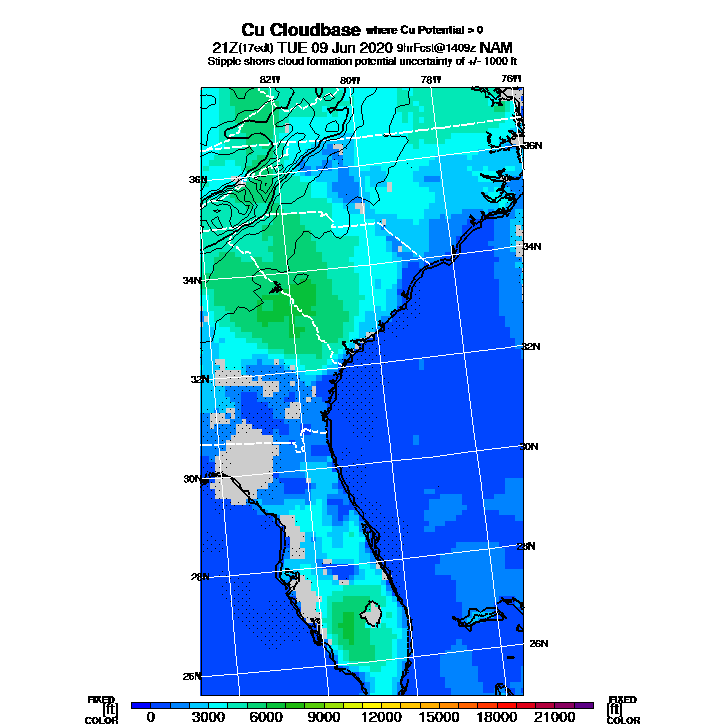 Cu Cloudbase where Cu Potential > 0
21Z(17edt) TUE 09 Jun 2020 9hrFcst@1409z NAM
Stipple shows cloud formation potential uncertainty of +/- 1000 ft
82W 80W 78W 76W
36N
36N
34N
34N
32N
32N
30N
30N
28N
28N
26N
26N
FIXED FIXED
[ft] 0 3000 6000 9000 12000 15000 18000 21000 [ft]
COLOR COLOR